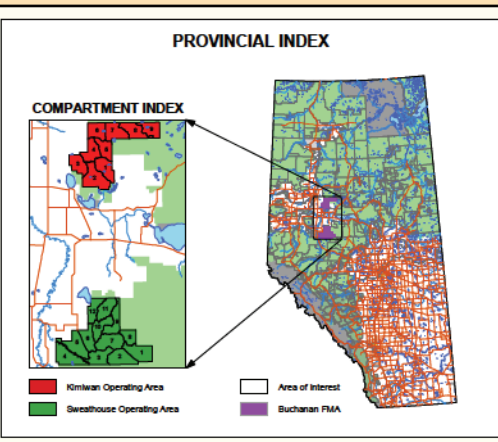 PROVINCIAL INDEX
COMPARTMENT INDEX
Kimiwan Operating Area
Area of Interest
Sweathouse Operating Area
Buchanan FMA